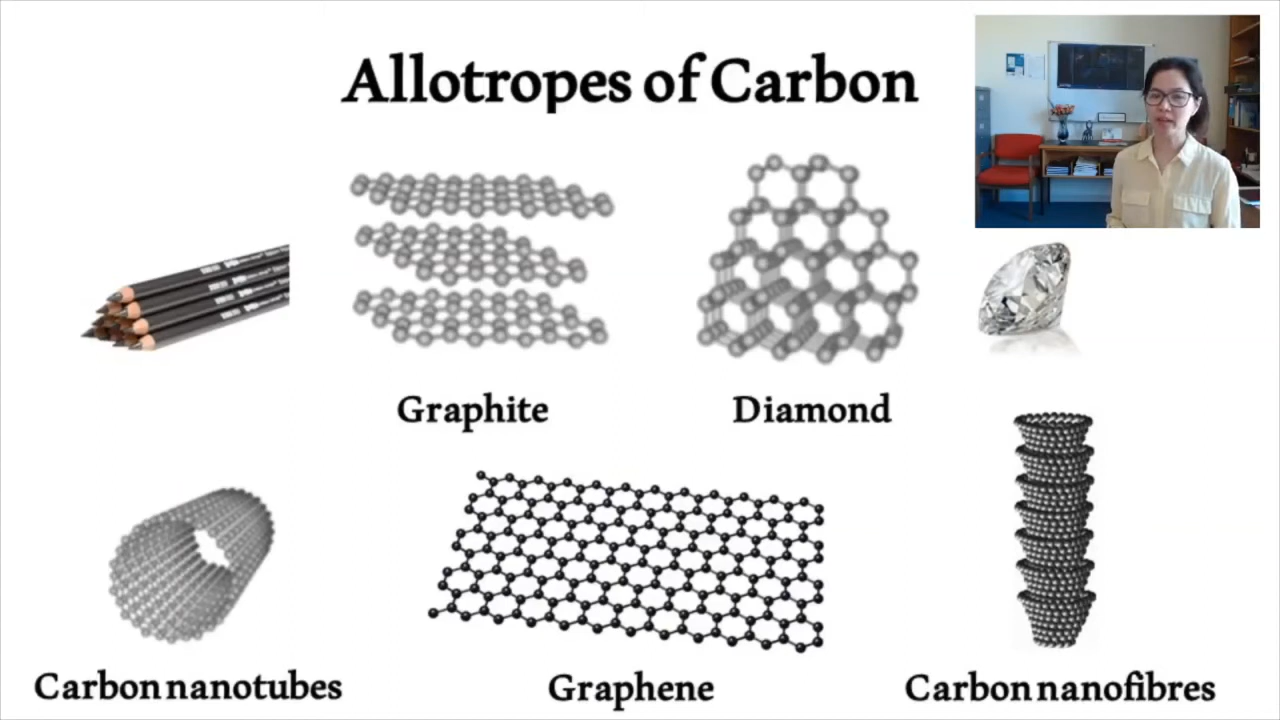 Allotropes of Carbon
Graphite
Diamond
Carbon nanotubes
Graphene
Carbon nanofibres